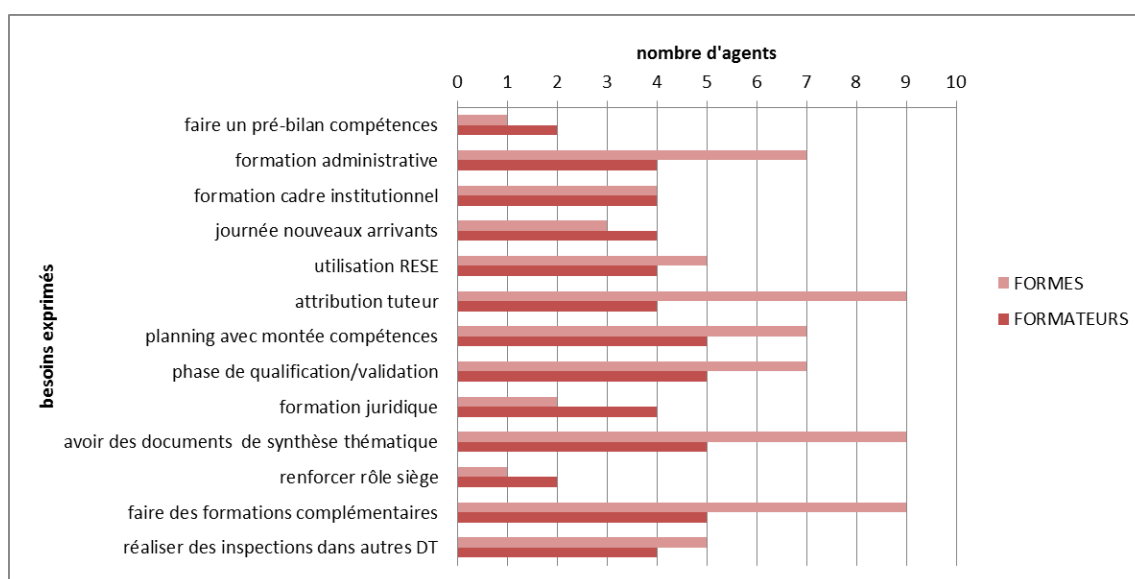 nombre d'agents
0 1 2 3 4 5 6 7 8 9 10
besoins exprimés
faire un pré-bilan compétences
formation administrative
formation cadre institutionnel
journée nouveaux arrivants
utilisation RESE
attribution tuteur
planning avec montée compétences
phase de qualification/validation
formation juridique
avoir des documents de synthèse thématique
renforcer rôle siège
faire des formations complémentaires
réaliser des inspections dans autres DT
FORMES
FORMATEURS